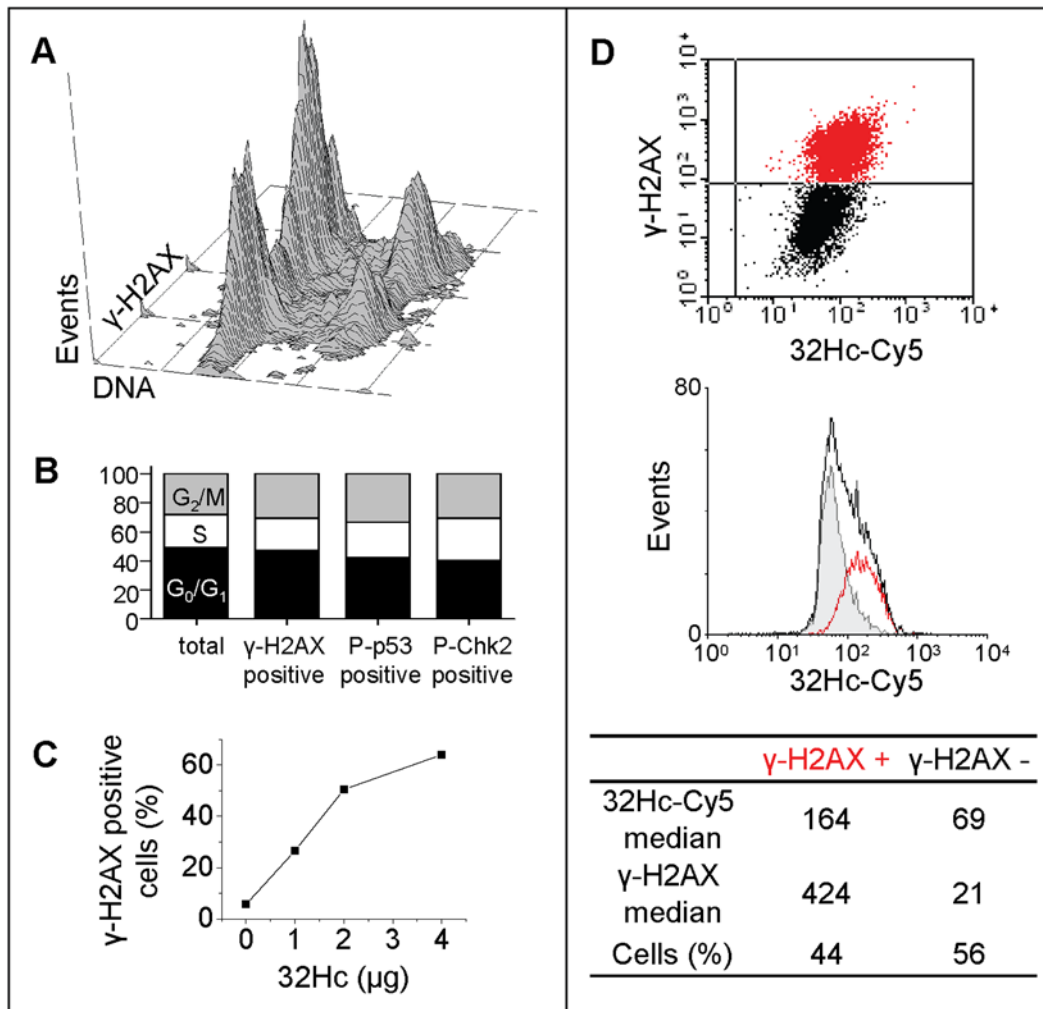 A
Events
γ-H2AX
DNA
B
100
80
60
40
20
0
G₂/M
S
G₀/G₁
total
γ-H2AX
positive
P-p53
positive
P-Chk2
positive
C
γ-H2AX positive
cells (%)
60
40
20
0
0 1 2 3 4
32Hc (μg)
D
γ-H2AX
10⁺
10³
10²
10¹
10⁰
10⁰ 10¹ 10² 10³ 10⁺
32Hc-Cy5
Events
80
0
10⁰ 10¹ 10² 10³ 10⁴
32Hc-Cy5
γ-H2AX + γ-H2AX -
32Hc-Cy5
median 164 69
γ-H2AX
median 424 21
Cells (%) 44 56